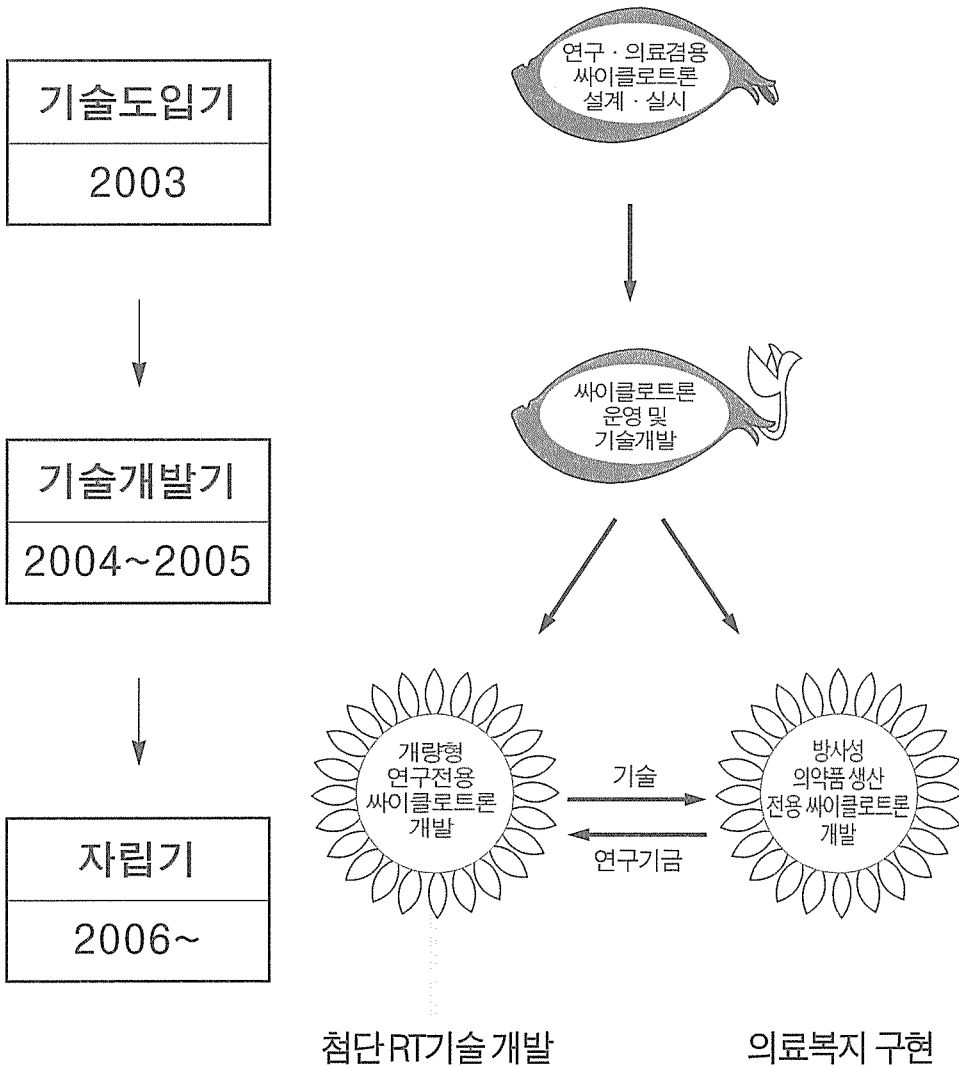 기술도입기
2003
연구 · 의료겸용
싸이클로트론
설계 · 실시
기술개발기
2004~2005
싸이클로트론
운영 및
기술개발
자립기
2006~
개량형
연구전용
싸이클로트론
개발
기술
연구기금
방사성
의약품 생산
전용 싸이클로트론
개발
첨단 RT기술 개발
의료복지 구현